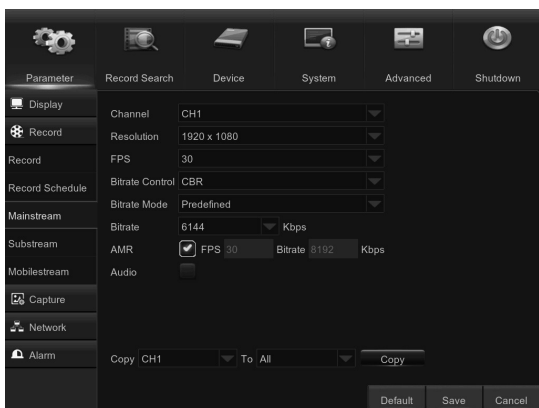 Parameter Record Search Device System Advanced Shutdown
Display
Record
Record
Record Schedule
Mainstream
Substream
Mobilestream
Capture
Network
Alarm
Channel CH1
Resolution 1920 x 1080
FPS 30
Bitrate Control CBR
Bitrate Mode Predefined
Bitrate 6144 Kbps
AMR FPS 30 Bitrate 8192 Kbps
Audio
Copy CH1 To All Copy
Default Save Cancel